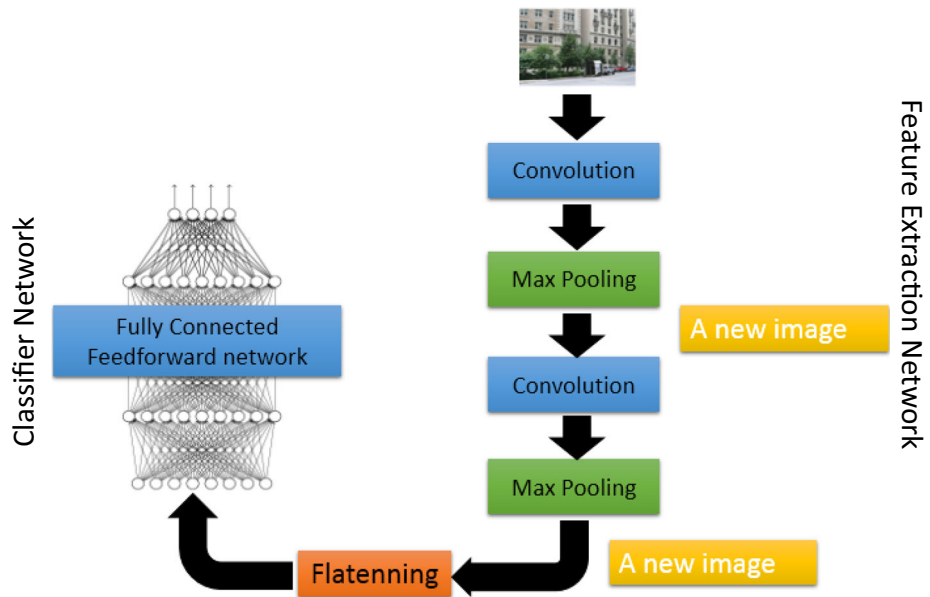 Convolution
Max Pooling
A new image
Convolution
Max Pooling
A new image
Flatenning
Fully Connected
Feedforward network
Classifier Network
Feature Extraction Network